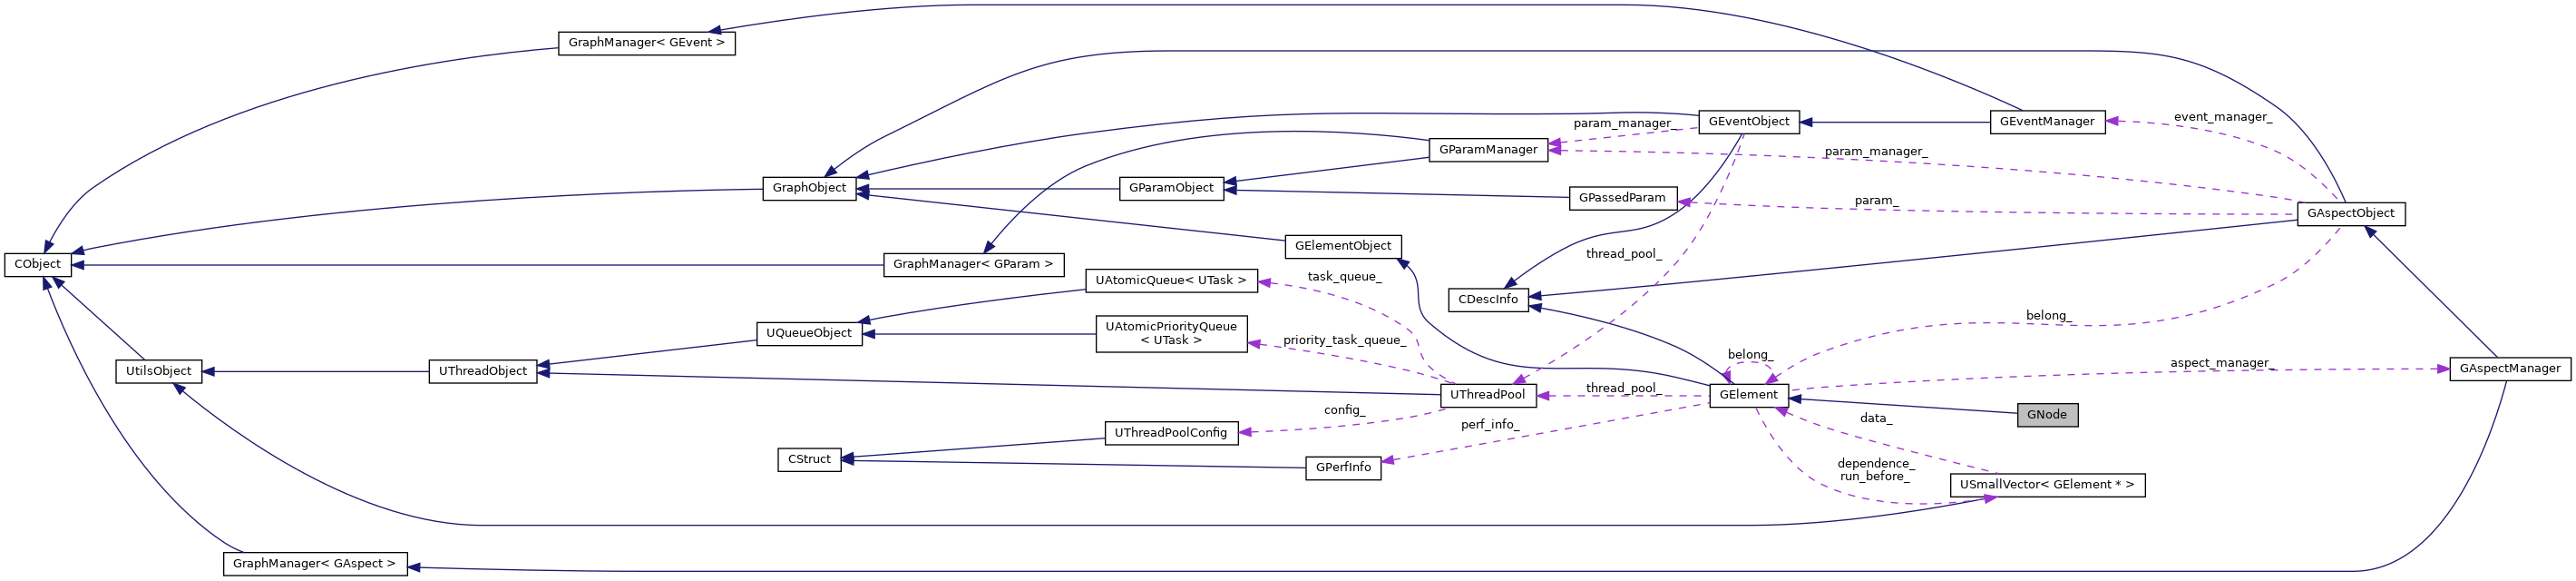 GraphManager< GEvent >
GEventObject
GEventManager
event_manager_
param_manager_
GParamManager
param_manager_
GraphObject
GParamObject
GPassedParam
param_
GAspectObject
GElementObject
thread_pool_
CObject
GraphManager< GParam >
UAtomicQueue< UTask >
task_queue_
CDescInfo
belong_
UQueueObject
UAtomicPriorityQueue
< UTask >
priority_task_queue_
belong_
aspect_manager_
UtilsObject
UThreadObject
GAspectManager
UThreadPool
thread_pool_
GElement
GNode
config_
data_
perf_info_
UThreadPoolConfig
CStruct
GPerfInfo
dependence_
run_before_
USmallVector< GElement * >
GraphManager< GAspect >